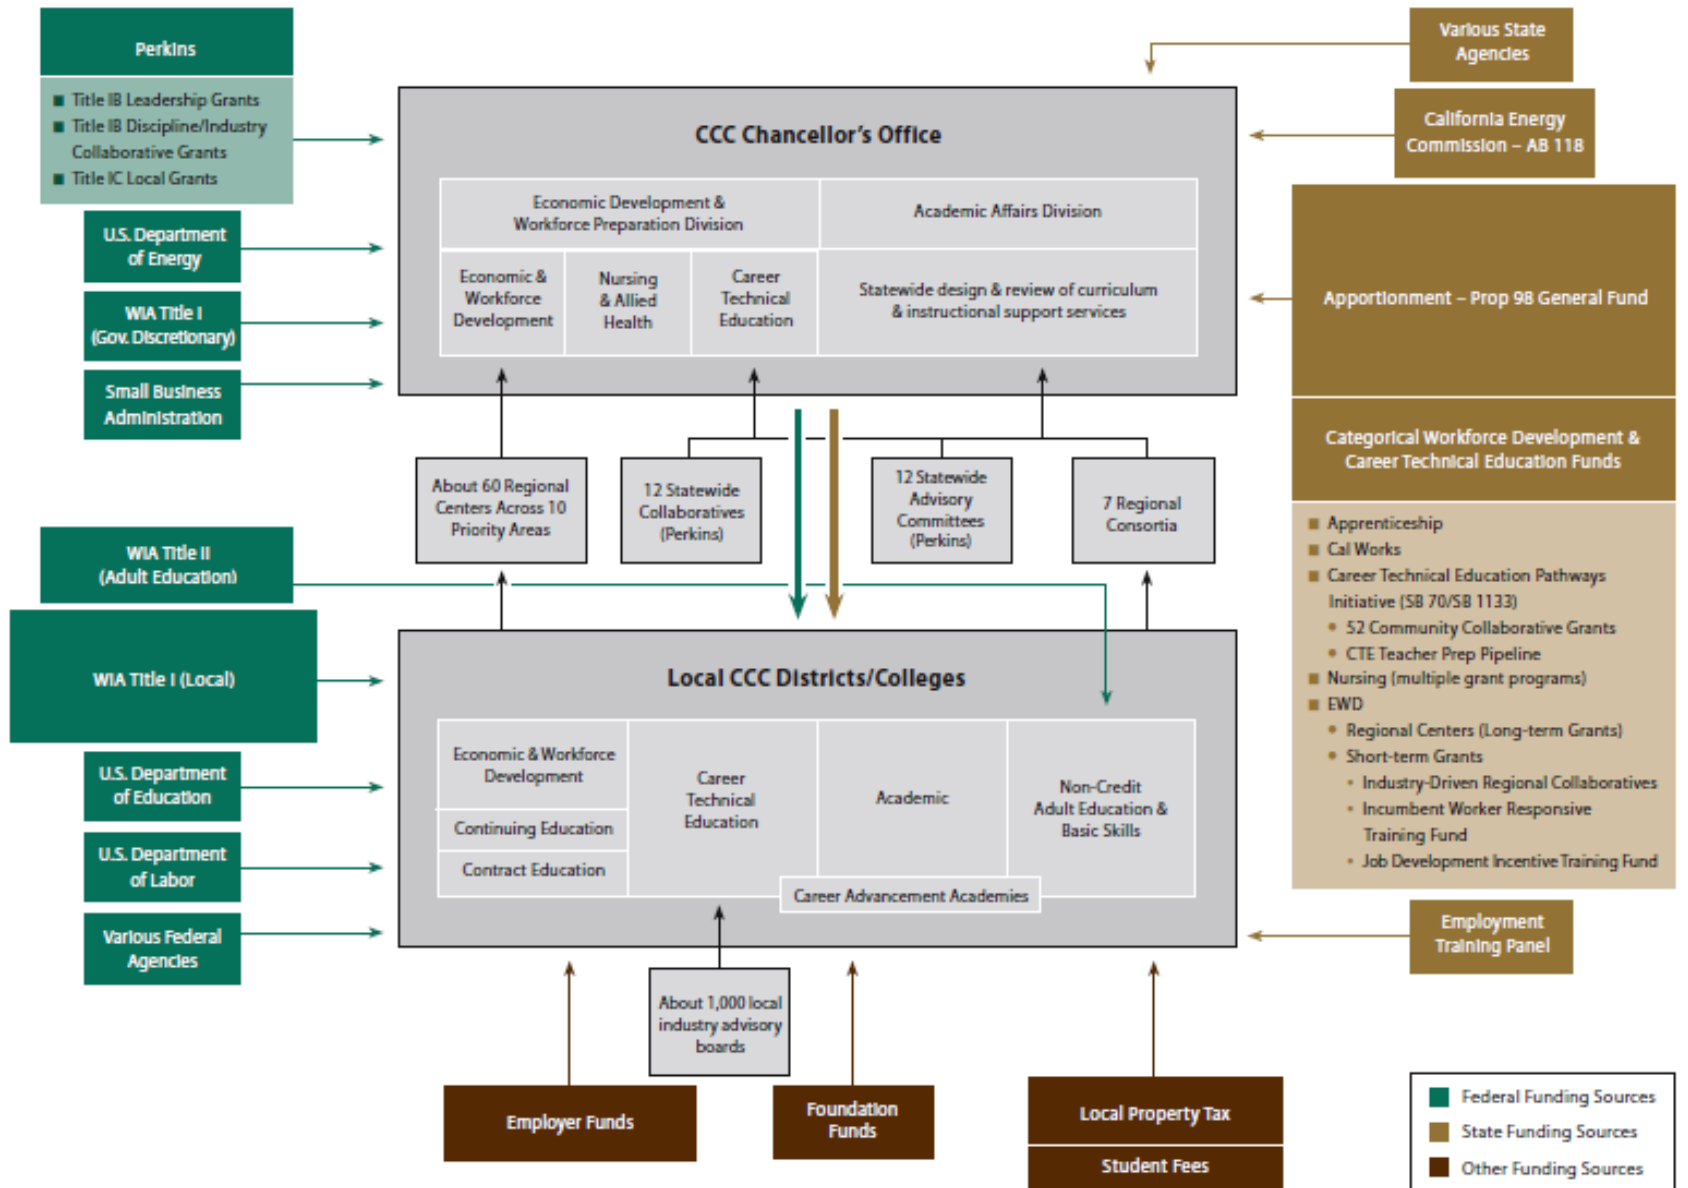 Perkins
■ Title IB Leadership Grants
■ Title IB Discipline/Industry
Collaborative Grants
■ Title IC Local Grants
U.S. Department
of Energy
WIA Title I
(Gov. Discretionary)
Small Business
Administration
WIA Title II
(Adult Education)
WIA Title I (Local)
U.S. Department
of Education
U.S. Department
of Labor
Various Federal
Agencies
CCC Chancellor's Office
Economic Development &
Workforce Preparation Division
Academic Affairs Division
Economic &
Workforce
Development
Nursing
& Allied
Health
Career
Technical
Education
Statewide design & review of curriculum
& instructional support services
About 60 Regional
Centers Across 10
Priority Areas
12 Statewide
Collaboratives
(Perkins)
12 Statewide
Advisory
Committees
(Perkins)
7 Regional
Consortia
Local CCC Districts/Colleges
Economic & Workforce
Development
Continuing Education
Contract Education
Career
Technical
Education
Academic
Non-Credit
Adult Education &
Basic Skills
Career Advancement Academies
About 1,000 local
industry advisory
boards
Employer Funds
Foundation
Funds
Local Property Tax
Student Fees
Various State
Agencies
California Energy
Commission – AB 118
Apportionment – Prop 98 General Fund
Categorical Workforce Development &
Career Technical Education Funds
■ Apprenticeship
■ Cal Works
■ Career Technical Education Pathways
Initiative (SB 70/SB 1133)
• 52 Community Collaborative Grants
• CTE Teacher Prep Pipeline
■ Nursing (multiple grant programs)
■ EWD
• Regional Centers (Long-term Grants)
• Short-term Grants
• Industry-Driven Regional Collaboratives
• Incumbent Worker Responsive
Training Fund
• Job Development Incentive Training Fund
Employment
Training Panel
Federal Funding Sources
State Funding Sources
Other Funding Sources